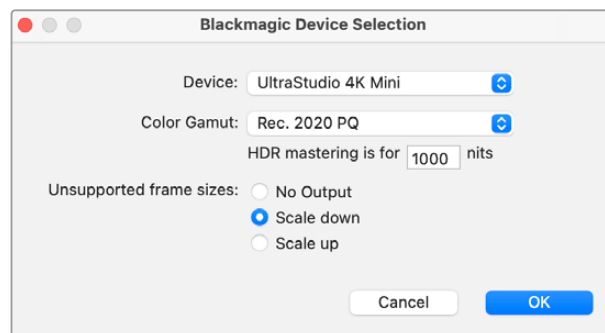 Blackmagic Device Selection
Device: UltraStudio 4K Mini
Color Gamut: Rec. 2020 PQ
HDR mastering is for 1000 nits
Unsupported frame sizes: No Output
Scale down
Scale up
Cancel OK